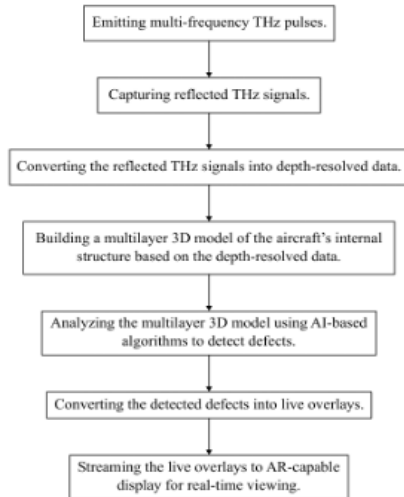 Emitting multi-frequency THz pulses.
Capturing reflected THz signals.
Converting the reflected THz signals into depth-resolved data.
Building a multilayer 3D model of the aircraft's internal
structure based on the depth-resolved data.
Analyzing the multilayer 3D model using AI-based
algorithms to detect defects.
Converting the detected defects into live overlays.
Streaming the live overlays to AR-capable
display for real-time viewing.